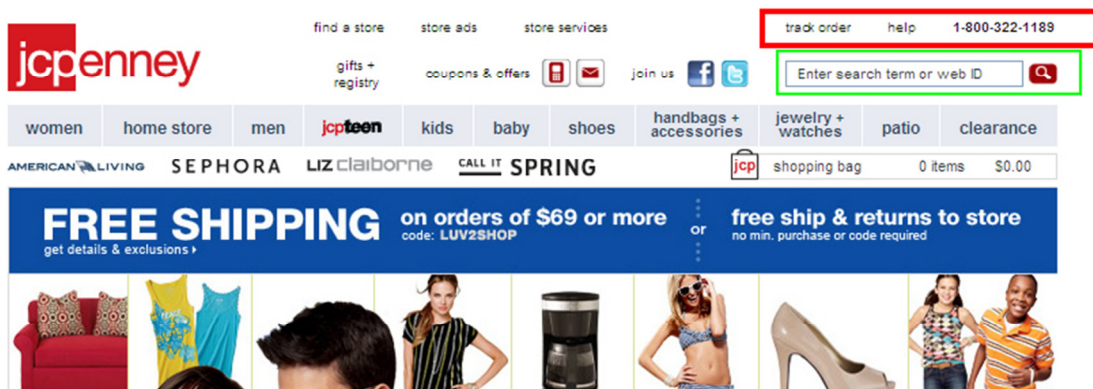 find a store store ads store services track order help 1-800-322-1189
jcpenney
gifts +
registry
coupons & offers join us f t Enter search term or web ID
women home store men jcpteen kids baby shoes handbags +
accessories jewelry +
watches patio clearance
AMERICAN LIVING SEPHORA LIZ claiborne CALL IT SPRING jcp shopping bag 0 items $0.00
FREE SHIPPING
get details & exclusions
on orders of $69 or more
code: LUV2SHOP
or
free ship & returns to store
no min. purchase or code required
PEACE